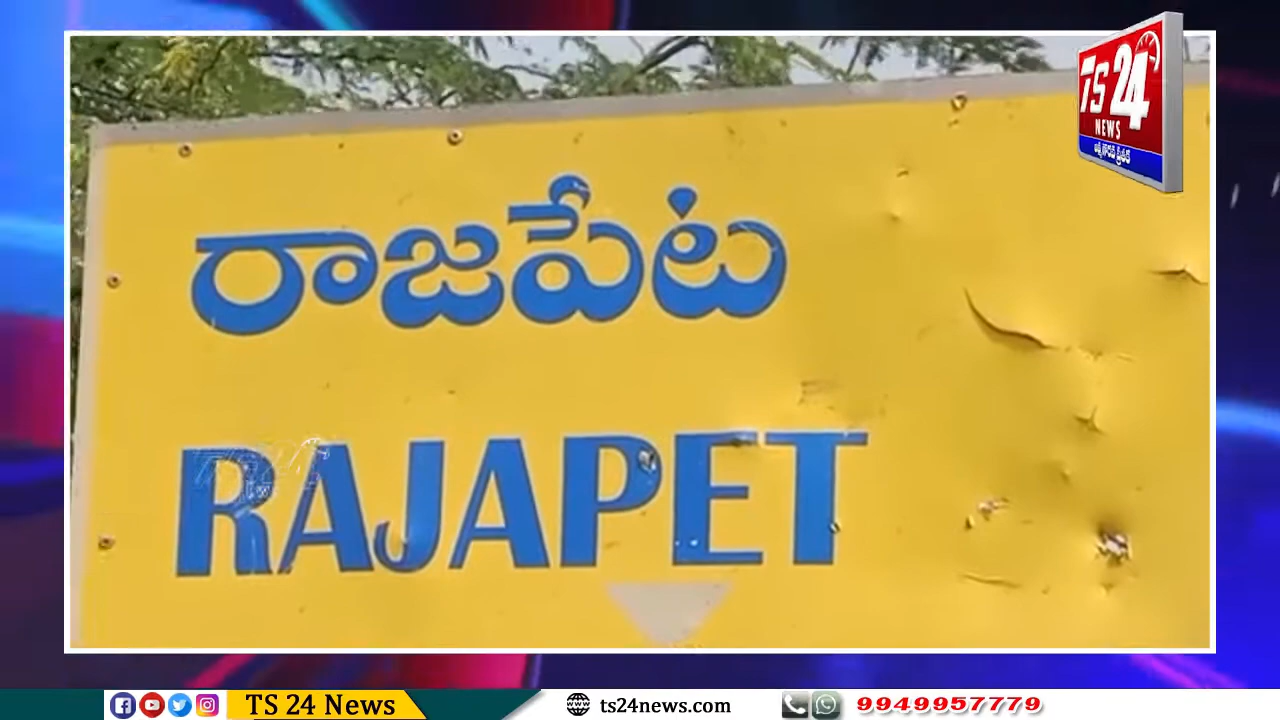 TS 24
NEWS
రాజపేట
RAJAPET
TS 24 News
ts24news.com
9949957779